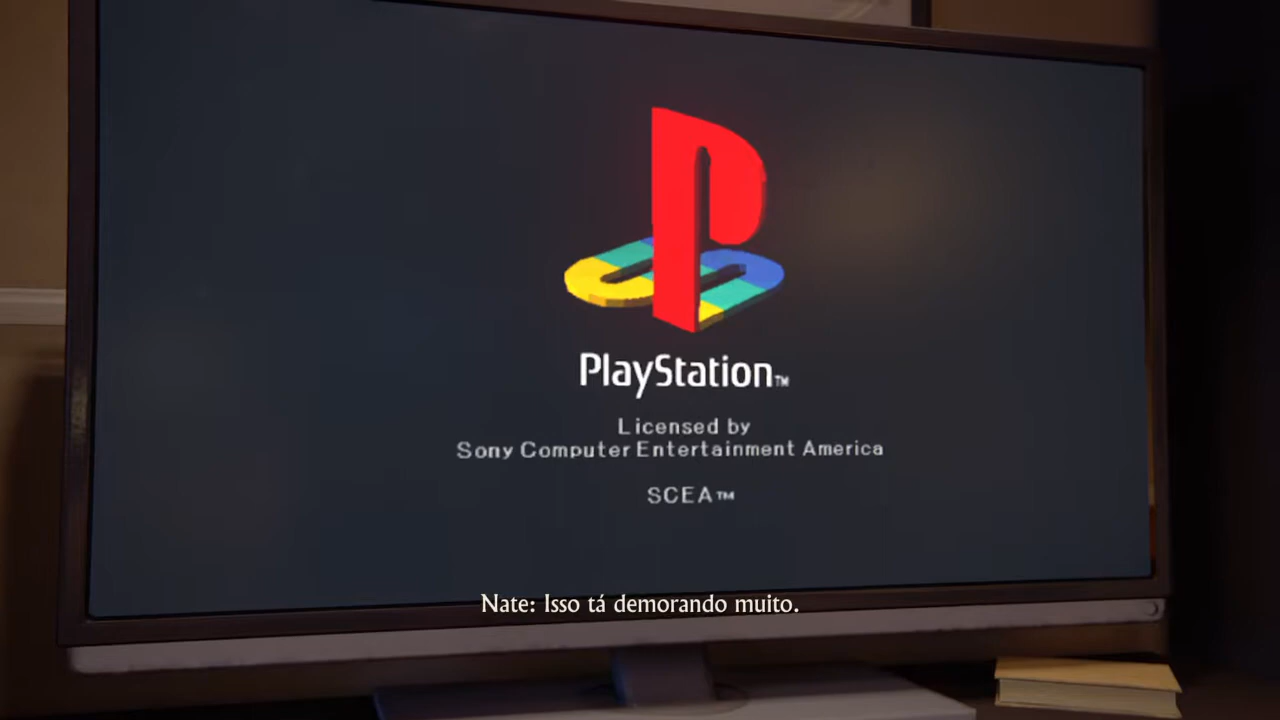 PlayStation™
Licensed by
Sony Computer Entertainment America
SCEA™
Nate: Isso tá demorando muito.